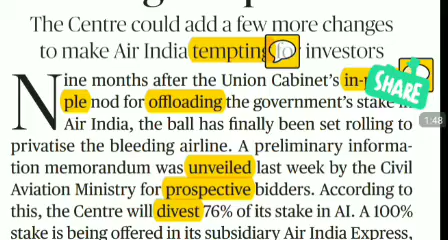 The Centre could add a few more changes
to make Air India tempting for investors
Nine months after the Union Cabinet's in-
ple nod for offloading the government's stake in
Air India, the ball has finally been set rolling to
privatise the bleeding airline. A preliminary informa-
tion memorandum was unveiled last week by the Civil
Aviation Ministry for prospective bidders. According to
this, the Centre will divest 76% of its stake in AI. A 100%
stake is being offered in its subsidiary Air India Express,
SHARE
1:48